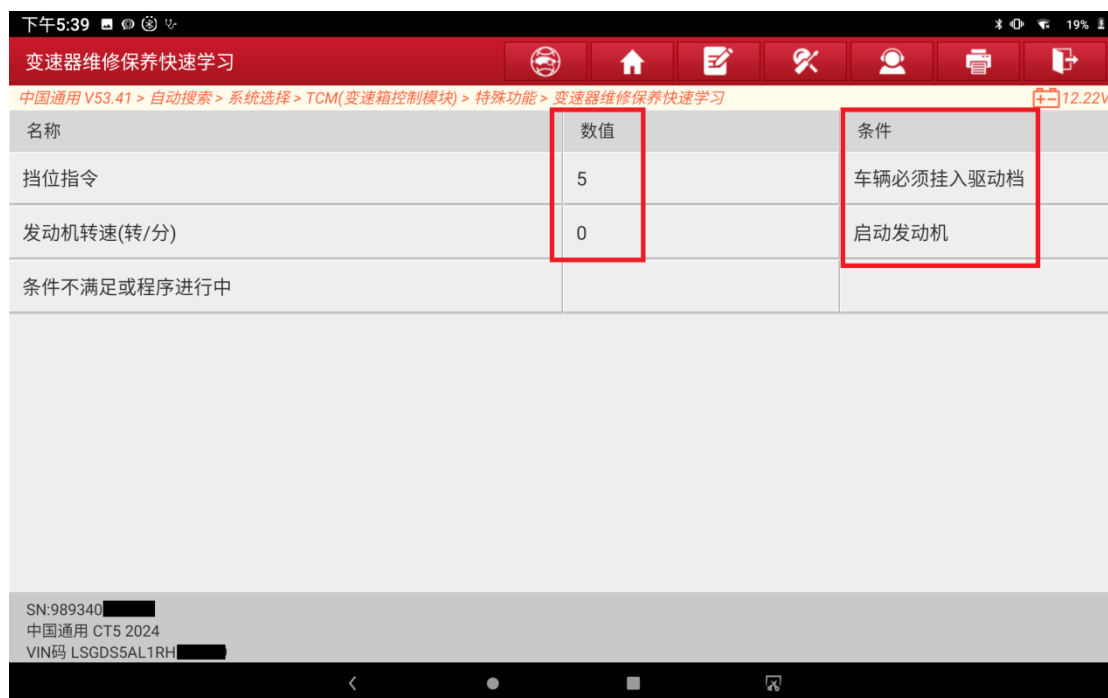 下午5:39 19%
变速器维修保养快速学习
中国通用 V53.41 > 自动搜索 > 系统选择 > TCM(变速箱控制模块) > 特殊功能 > 变速器维修保养快速学习 12.22V
名称 数值 条件
挡位指令 5 车辆必须挂入驱动档
发动机转速(转/分) 0 启动发动机
条件不满足或程序进行中
SN:989340
中国通用 CT5 2024
VIN码 LSGDS5AL1RH